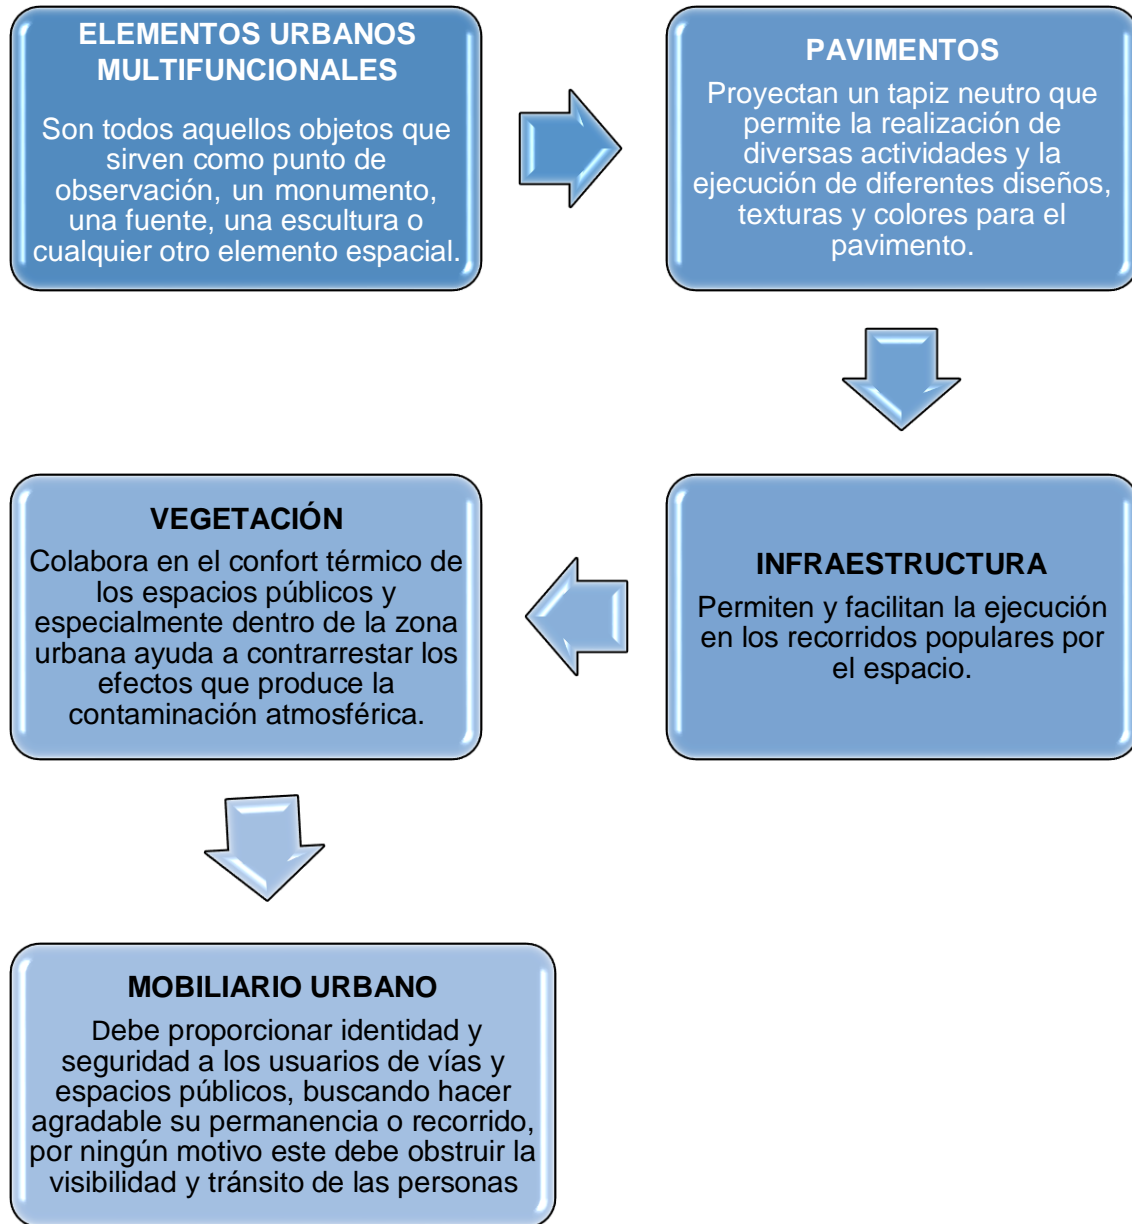 ELEMENTOS URBANOS
MULTIFUNCIONALES
Son todos aquellos objetos que
sirven como punto de
observación, un monumento,
una fuente, una escultura o
cualquier otro elemento espacial.
PAVIMENTOS
Proyectan un tapiz neutro que
permite la realización de
diversas actividades y la
ejecución de diferentes diseños,
texturas y colores para el
pavimento.
INFRAESTRUCTURA
Permiten y facilitan la ejecución
en los recorridos populares por
el espacio.
VEGETACIÓN
Colabora en el confort térmico de
los espacios públicos y
especialmente dentro de la zona
urbana ayuda a contrarrestar los
efectos que produce la
contaminación atmosférica.
MOBILIARIO URBANO
Debe proporcionar identidad y
seguridad a los usuarios de vías y
espacios públicos, buscando hacer
agradable su permanencia o recorrido,
por ningún motivo este debe obstruir la
visibilidad y tránsito de las personas